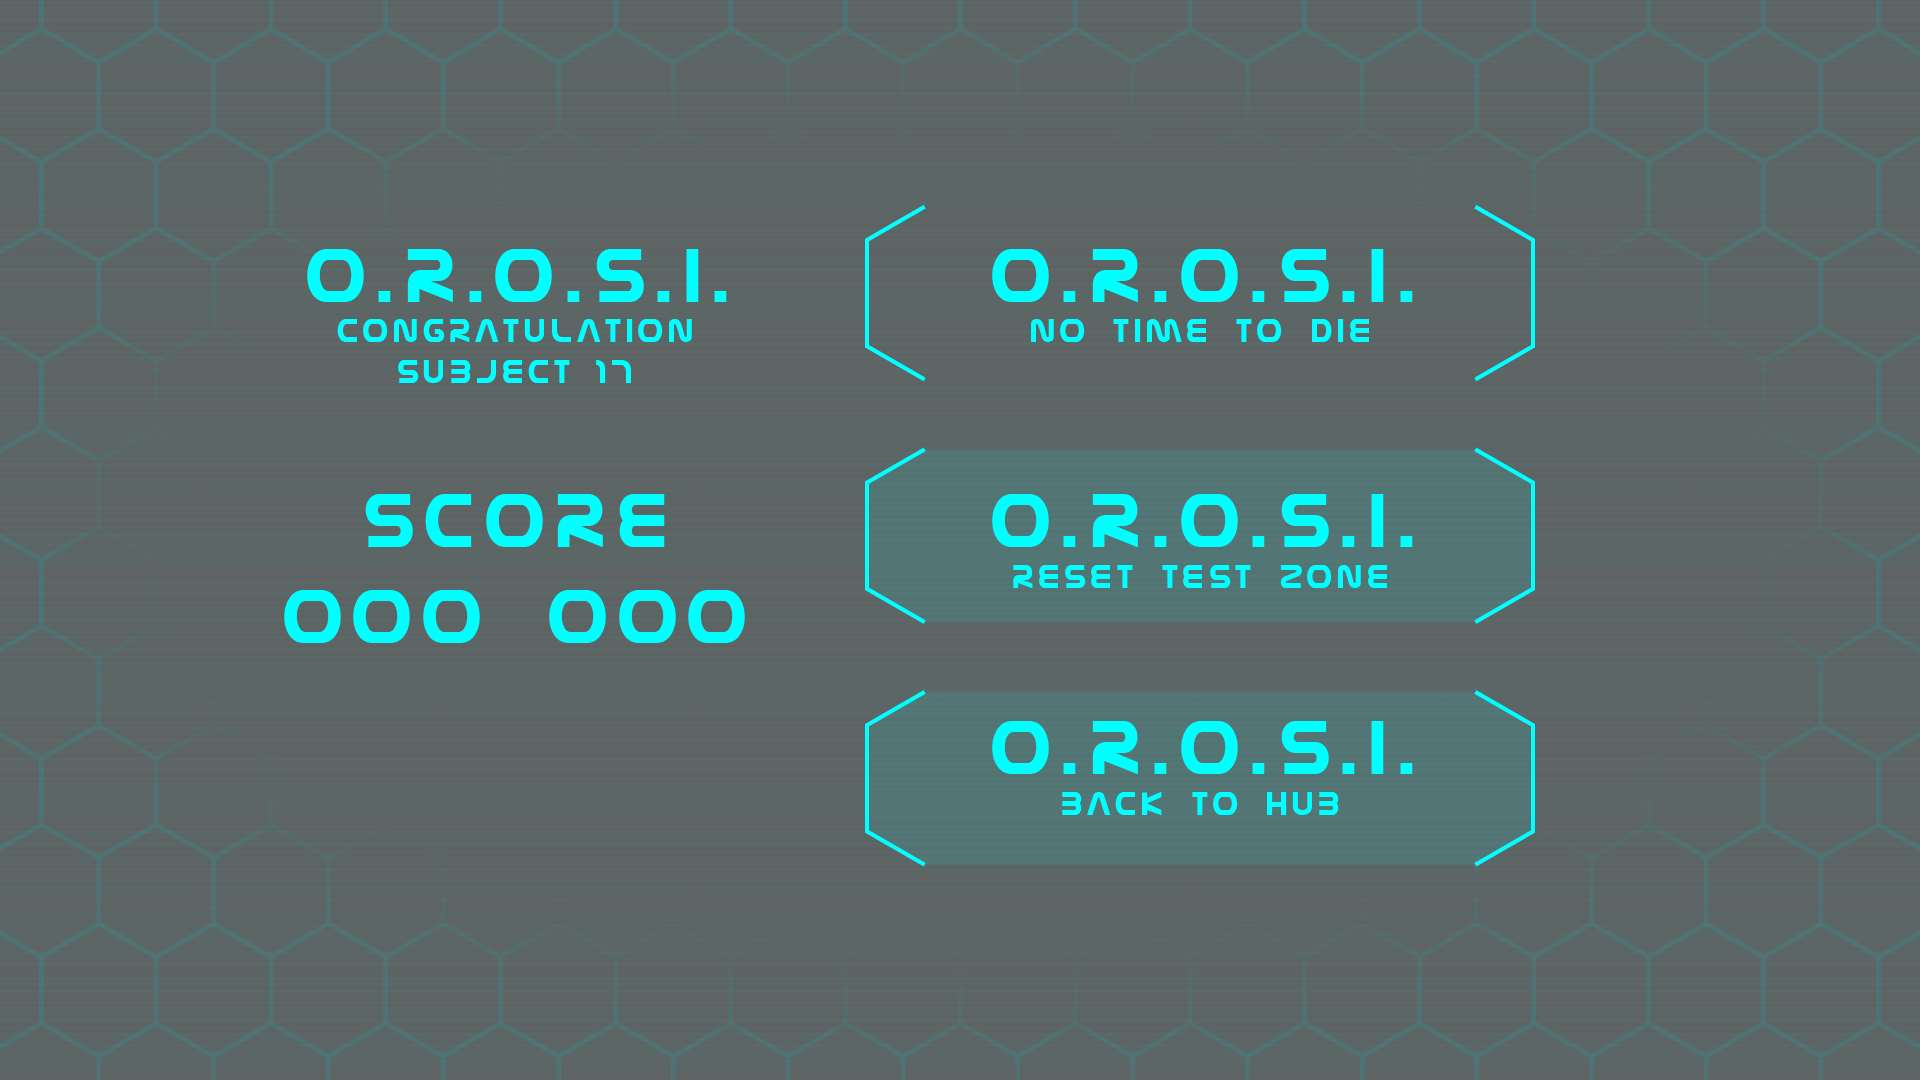 O.R.O.S.I.
CONGRATULATION
SUBJECT 17
SCORE
000 000
O.R.O.S.I.
NO TIME TO DIE
O.R.O.S.I.
RESET TEST ZONE
O.R.O.S.I.
BACK TO HUB